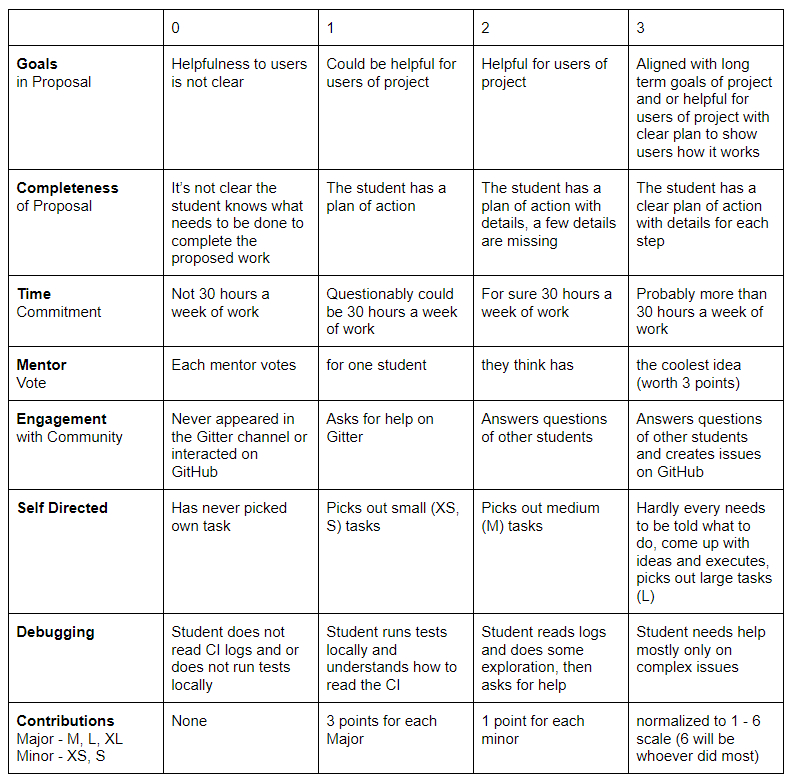 0 1 2 3
Goals
in Proposal
Helpfulness to users
is not clear
Could be helpful for
users of project
Helpful for users of
project
Aligned with long
term goals of project
and or helpful for
users of project with
clear plan to show
users how it works
Completeness
of Proposal
It's not clear the
student knows what
needs to be done to
complete the
proposed work
The student has a
plan of action
The student has a
plan of action with
details, a few details
are missing
The student has a
clear plan of action
with details for each
step
Time
Commitment
Not 30 hours a
week of work
Questionably could
be 30 hours a week
of work
For sure 30 hours a
week of work
Probably more than
30 hours a week of
work
Mentor
Vote
Each mentor votes
for one student
they think has
the coolest idea
(worth 3 points)
Engagement
with Community
Never appeared in
the Gitter channel or
interacted on
GitHub
Asks for help on
Gitter
Answers questions
of other students
Answers questions
of other students
and creates issues
on GitHub
Self Directed
Has never picked
own task
Picks out small (XS,
S) tasks
Picks out medium
(M) tasks
Hardly every needs
to be told what to
do, come up with
ideas and executes,
picks out large tasks
(L)
Debugging
Student does not
read CI logs and or
does not run tests
locally
Student runs tests
locally and
understands how to
read the CI
Student reads logs
and does some
exploration, then
asks for help
Student needs help
mostly only on
complex issues
Contributions
Major - M, L, XL
Minor - XS, S
None
3 points for each
Major
1 point for each
minor
normalized to 1 - 6
scale (6 will be
whoever did most)